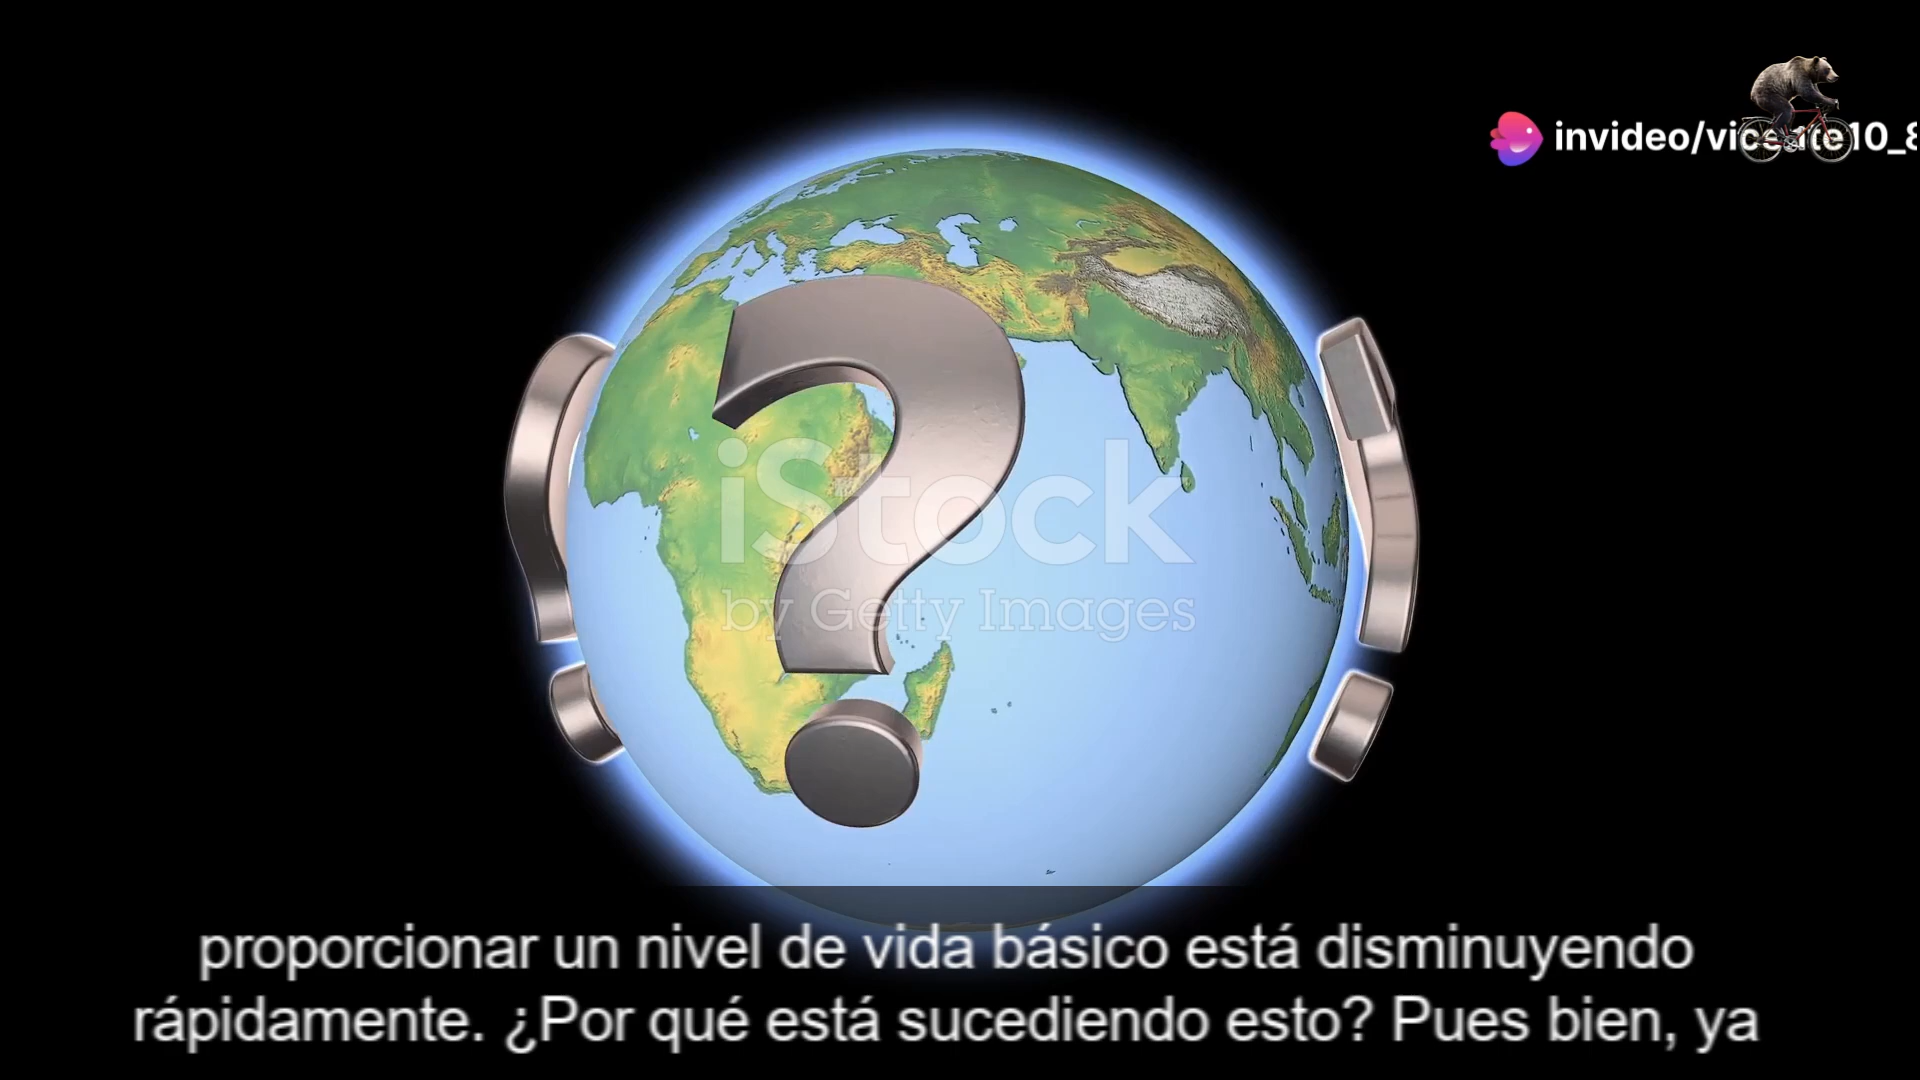 invideo/vicente10_8
iStock
by Getty Images
proporcionar un nivel de vida básico está disminuyendo
rápidamente. ¿Por qué está sucediendo esto? Pues bien, ya